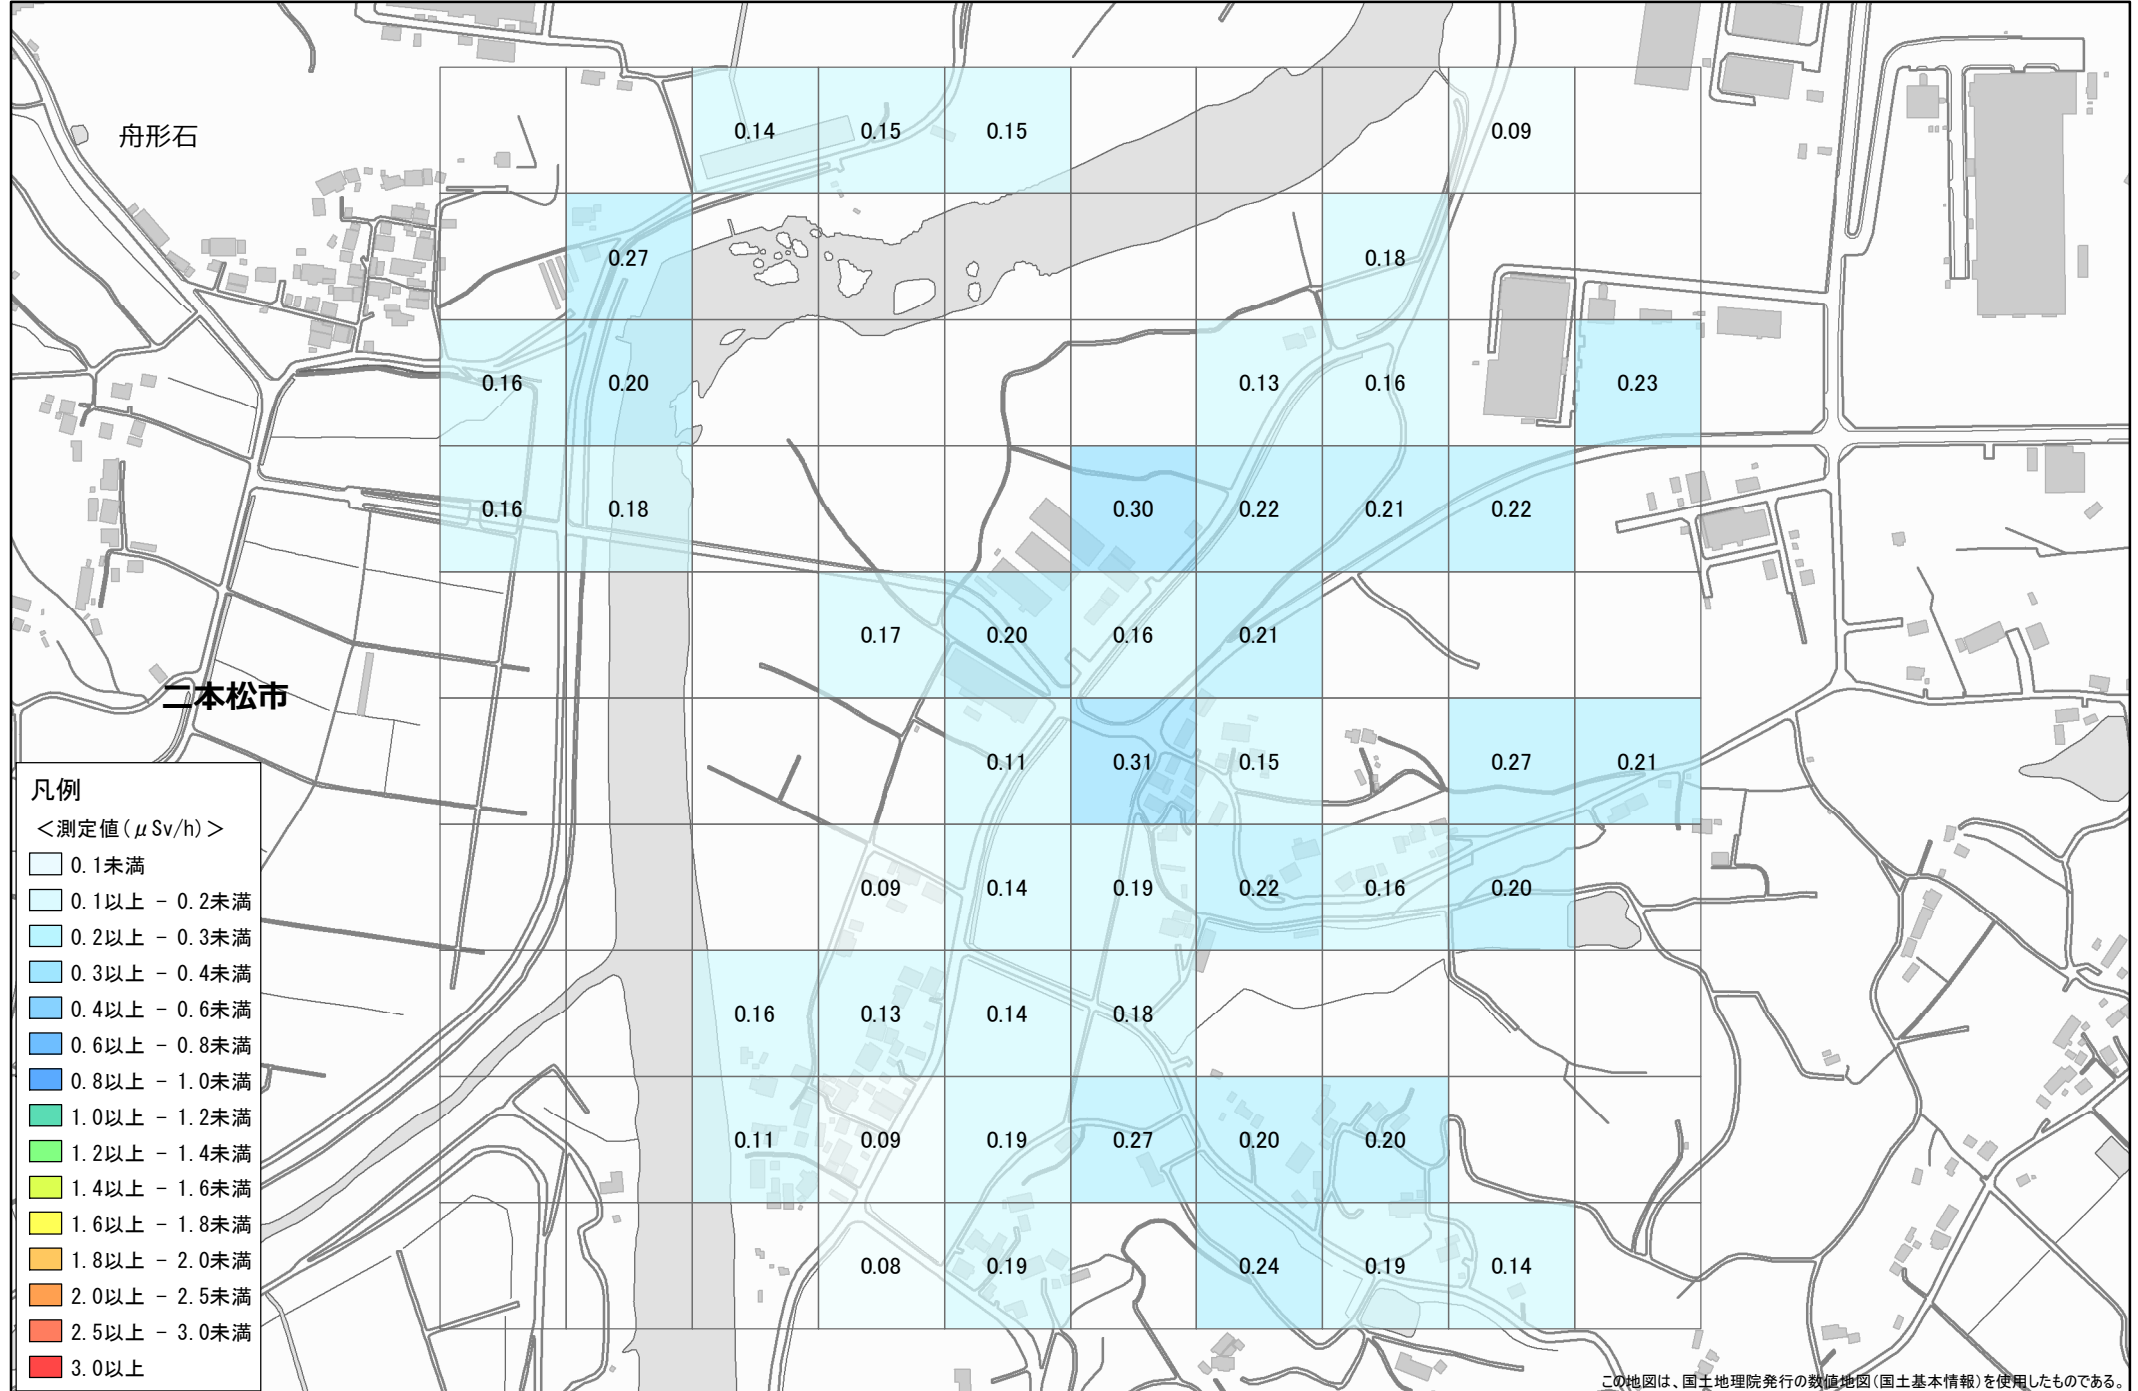 0.14 0.15 0.15 0.09
舟形石
0.27 0.18
0.16 0.20 0.13 0.16 0.23
0.16 0.18 0.30 0.22 0.21 0.22
0.17 0.20 0.16 0.21
二本松市
0.11 0.31 0.15 0.27 0.21
0.09 0.14 0.19 0.22 0.16 0.20
0.16 0.13 0.14 0.18
0.11 0.09 0.19 0.27 0.20 0.20
0.08 0.19 0.24 0.19 0.14
凡例
＜測定値(μSv/h)＞
0.1未満
0.1以上 － 0.2未満
0.2以上 － 0.3未満
0.3以上 － 0.4未満
0.4以上 － 0.6未満
0.6以上 － 0.8未満
0.8以上 － 1.0未満
1.0以上 － 1.2未満
1.2以上 － 1.4未満
1.4以上 － 1.6未満
1.6以上 － 1.8未満
1.8以上 － 2.0未満
2.0以上 － 2.5未満
2.5以上 － 3.0未満
3.0以上
この地図は、国土地理院発行の数値地図(国土基本情報)を使用したものである。